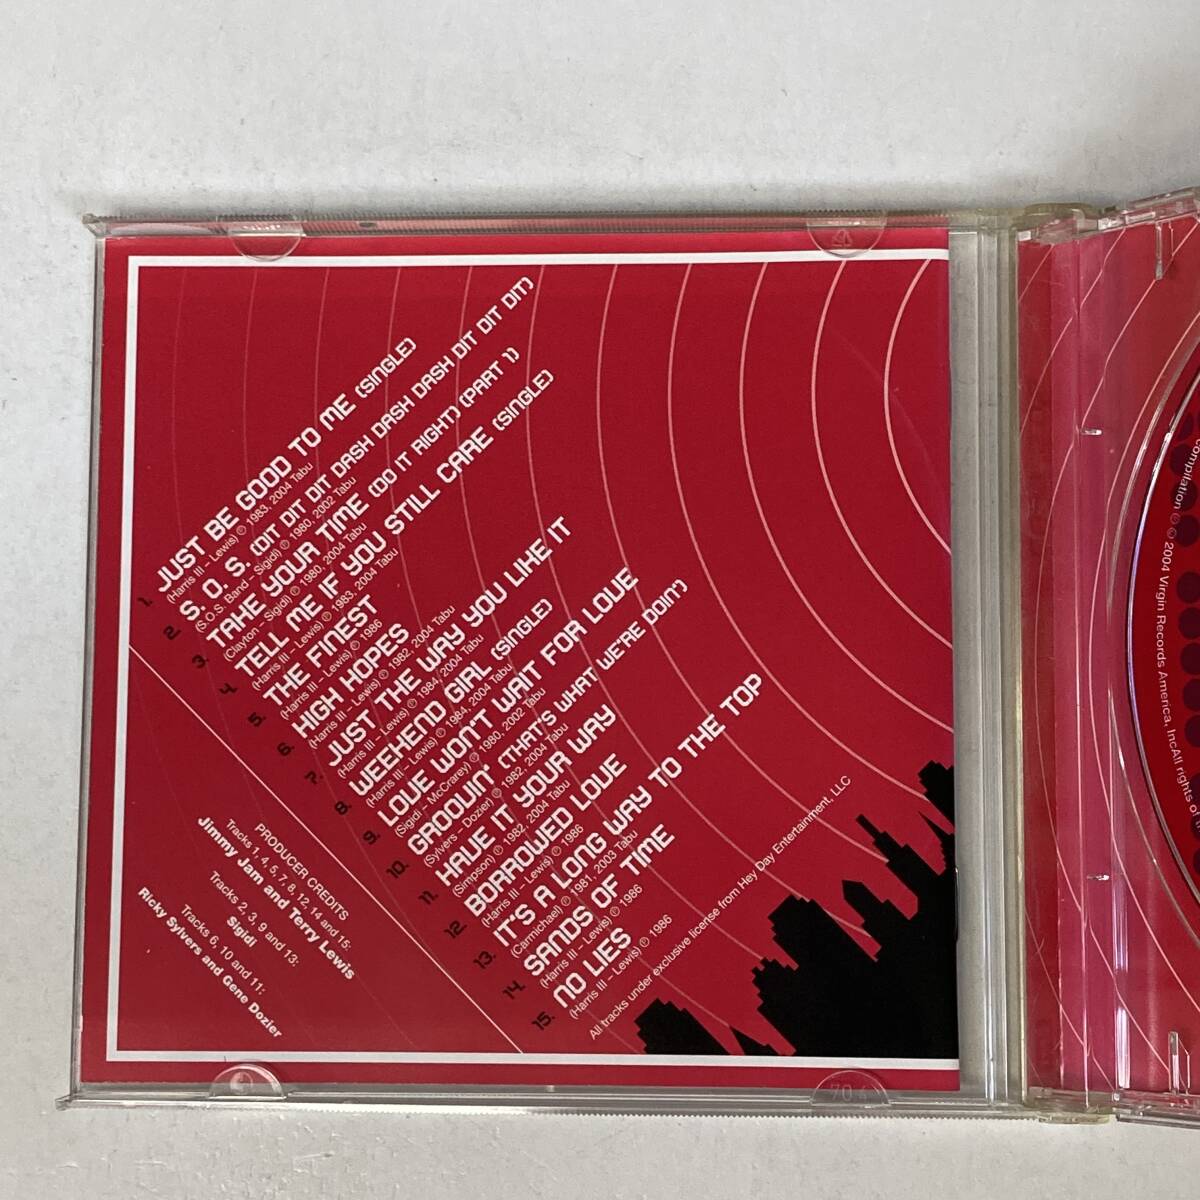 1. JUST BE GOOD TO ME (SINGLE)
(Harris III – Lewis) ℗ 1983, 2004 Tabu
2. S. O. S. (DIT DIT DIT DASH DASH DASH DIT DIT DIT)
(S.O.S. Band – Sigidi) ℗ 1980, 2002 Tabu
3. TAKE YOUR TIME (DO IT RIGHT) (PART 1)
(Clayton – Sigidi) ℗ 1980, 2004 Tabu
4. TELL ME IF YOU STILL CARE (SINGLE)
(Harris III – Lewis) ℗ 1983, 2004 Tabu
5. THE FINEST
(Harris III – Lewis) ℗ 1986
6. HIGH HOPES
(Harris III – Lewis) ℗ 1982, 2004 Tabu
7. JUST THE WAY YOU LIKE IT
(Harris III – Lewis) ℗ 1984, 2004 Tabu
8. WEEKEND GIRL (SINGLE)
(Harris III – Lewis) ℗ 1984, 2004 Tabu
9. LOVE WON'T WAIT FOR LOVE
(Sigidi – McCrarey) ℗ 1980, 2002 Tabu
10. GROOVIN' (THAT'S WHAT WE'RE DOIN')
(Sylvers – Dozier) ℗ 1982, 2004 Tabu
11. HAVE IT YOUR WAY
(Simpson) ℗ 1982, 2004 Tabu
12. BORROWED LOVE
(Harris III – Lewis) ℗ 1986
13. IT'S A LONG WAY TO THE TOP
(Carmichael) ℗ 1981, 2003 Tabu
14. SANDS OF TIME
(Harris III – Lewis) ℗ 1986
15. NO LIES
(Harris III – Lewis) ℗ 1986
All tracks under exclusive license from Hey Day Entertainment, LLC
PRODUCER CREDITS
Tracks 1, 4, 5, 7, 8, 12, 14 and 15:
Jimmy Jam and Terry Lewis
Tracks 2, 3, 9 and 13:
Sigidi
Tracks 6, 10 and 11:
Ricky Sylvers and Gene Dozier
compilation ℗ © 2004 Virgin Records America, Inc All rights of